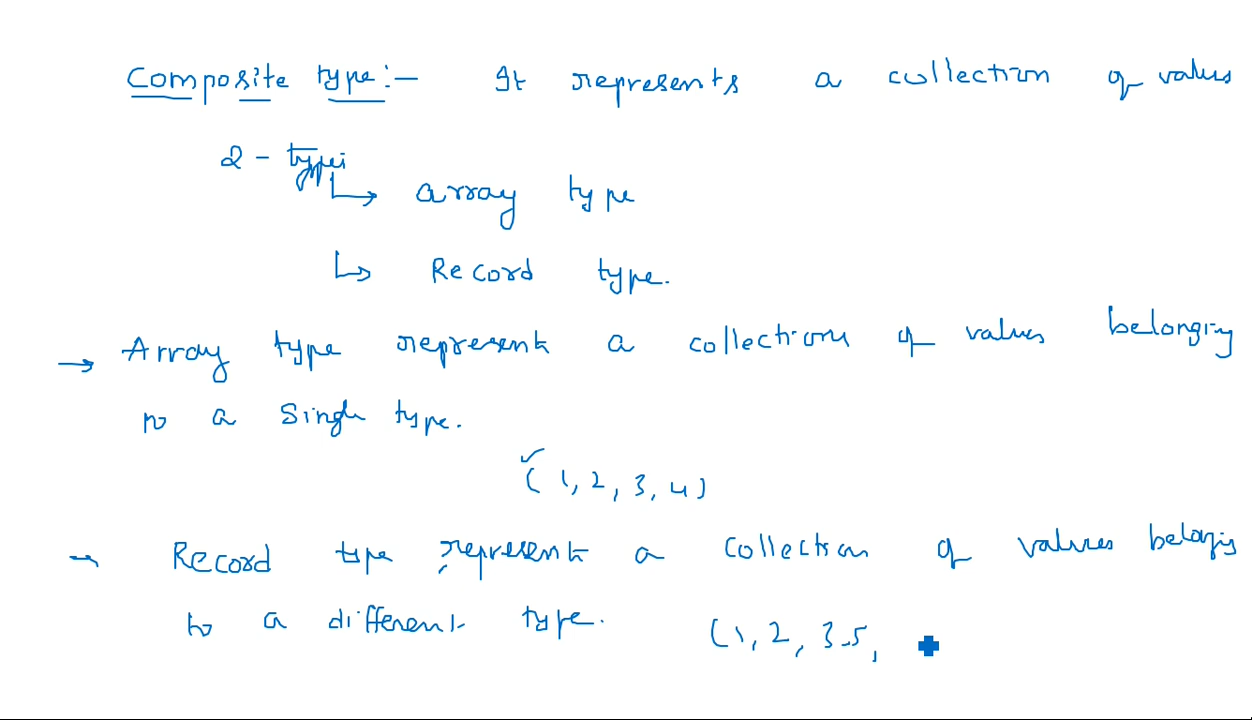 Composite type:- It represents a collection of values
2 - types
↳ array type
↳ Record type.
→ Array type represent a collection of values belonging
to a single type.
✓(1, 2, 3, 4)
→ Record type represent a collection of values belongig
to a different type. (1, 2, 3.5,